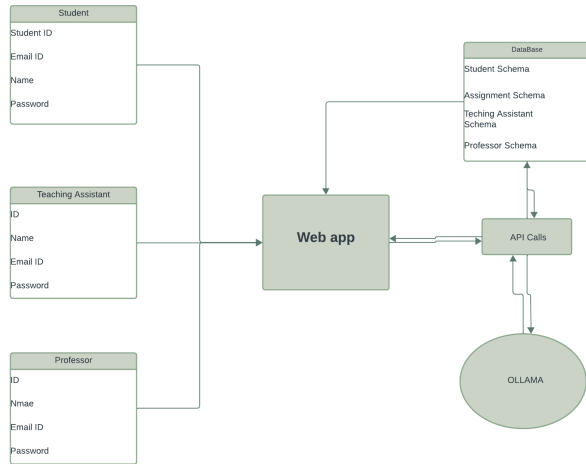 Student
Student ID
Email ID
Name
Password
Teaching Assistant
ID
Name
Email ID
Password
Professor
ID
Nmae
Email ID
Password
Web app
DataBase
Student Schema
Assignment Schema
Teching Assistant
Schema
Professor Schema
API Calls
OLLAMA